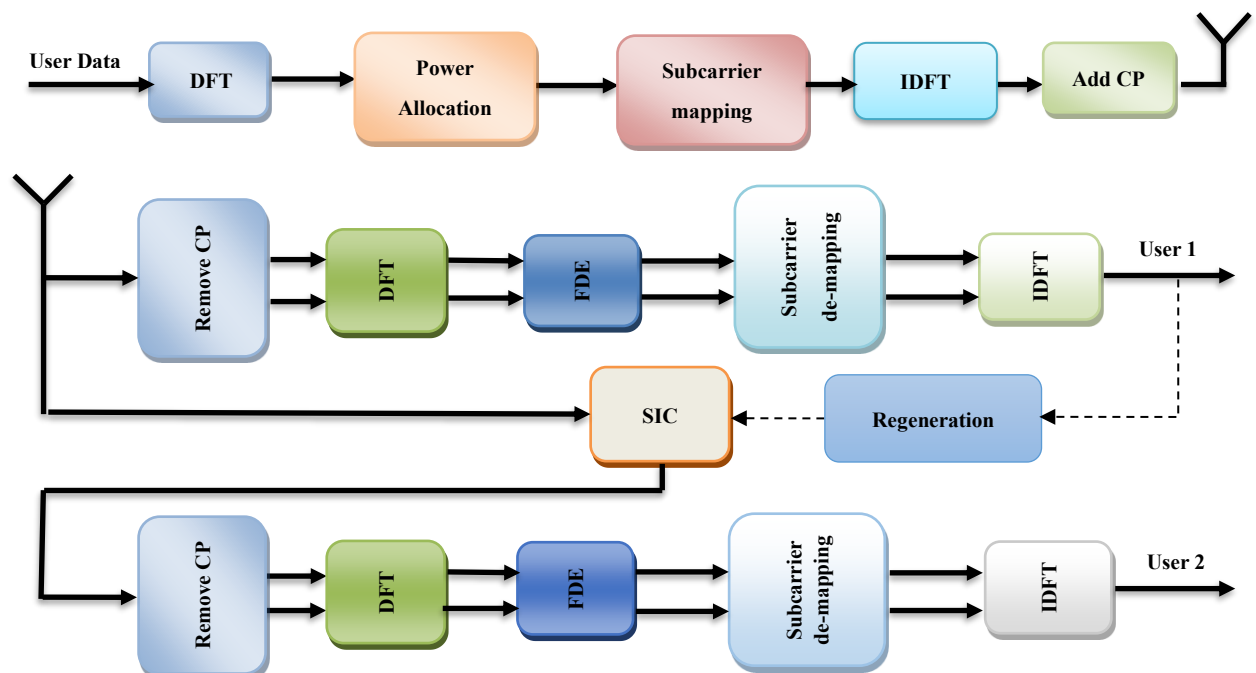 User Data
DFT
Power
Allocation
Subcarrier
mapping
IDFT
Add CP
Remove CP
DFT
FDE
Subcarrier
de-mapping
IDFT
User 1
SIC
Regeneration
Remove CP
DFT
FDE
Subcarrier
de-mapping
IDFT
User 2